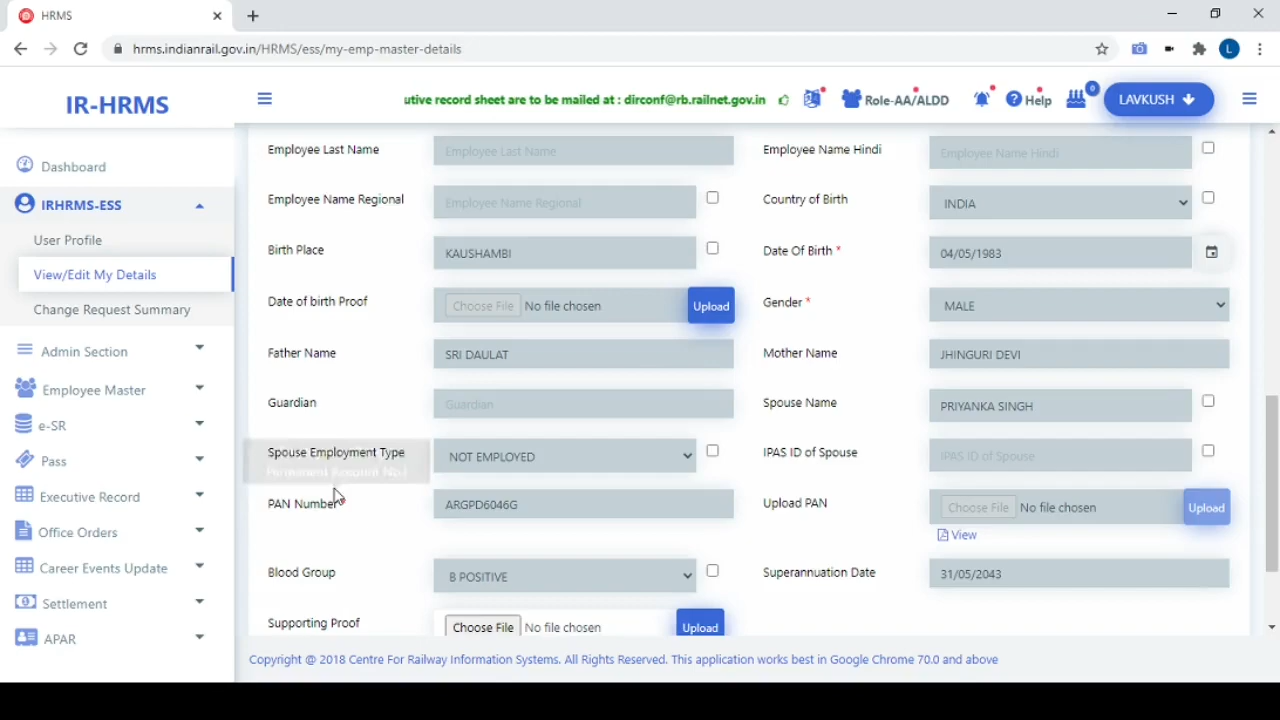 HRMS
hrms.indianrail.gov.in/HRMS/ess/my-emp-master-details
L
IR-HRMS
utive record sheet are to be mailed at : dirconf@rb.railnet.gov.in
Role-AA/ALDD
Help
0
LAVKUSH
Dashboard
IRHRMS-ESS
User Profile
View/Edit My Details
Change Request Summary
Admin Section
Employee Master
e-SR
Pass
Executive Record
Office Orders
Career Events Update
Settlement
APAR
Employee Last Name Employee Last Name Employee Name Hindi Employee Name Hindi
Employee Name Regional Employee Name Regional Country of Birth INDIA
Birth Place KAUSHAMBI Date Of Birth * 04/05/1983
Date of birth Proof Choose File No file chosen Upload Gender * MALE
Father Name SRI DAULAT Mother Name JHINGURI DEVI
Guardian Guardian Spouse Name PRIYANKA SINGH
Spouse Employment Type NOT EMPLOYED IPAS ID of Spouse IPAS ID of Spouse
Permanent Account No.
PAN Number ARGPD6046G Upload PAN Choose File No file chosen Upload
View
Blood Group B POSITIVE Superannuation Date 31/05/2043
Supporting Proof Choose File No file chosen Upload
Copyright @ 2018 Centre For Railway Information Systems. All Rights Reserved. This application works best in Google Chrome 70.0 and above